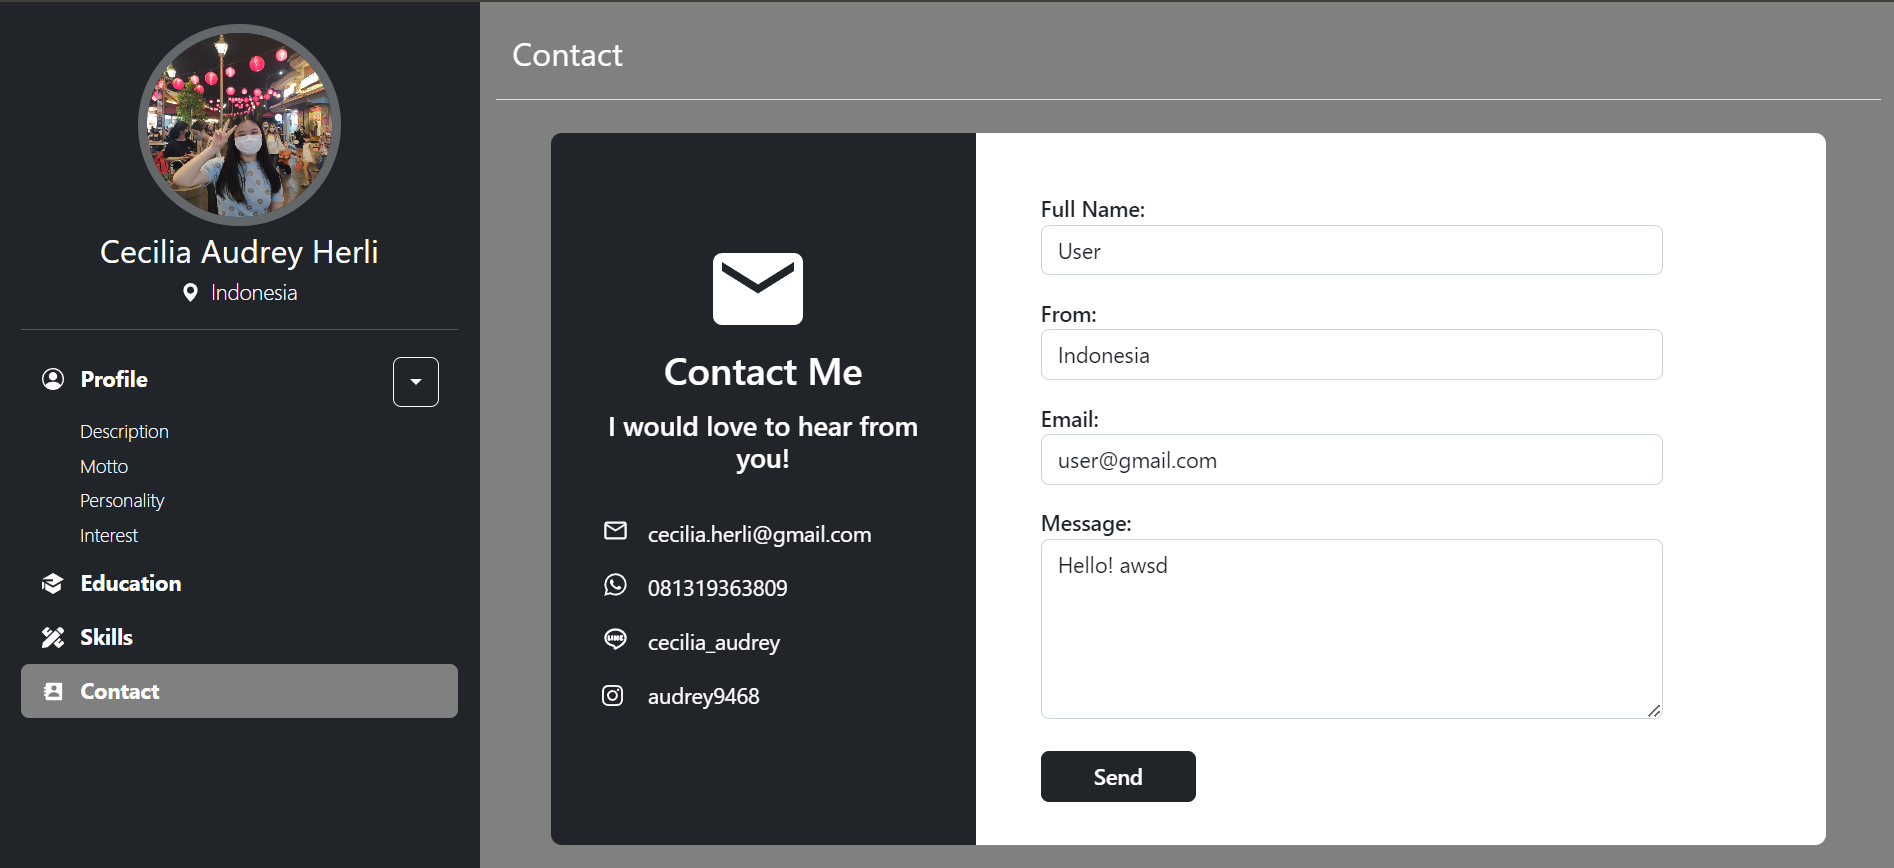 Cecilia Audrey Herli
Indonesia
Profile
Description
Motto
Personality
Interest
Education
Skills
Contact
Contact
Contact Me
I would love to hear from
you!
cecilia.herli@gmail.com
081319363809
LINE
cecilia_audrey
audrey9468
Full Name:
User
From:
Indonesia
Email:
user@gmail.com
Message:
Hello! awsd
Send